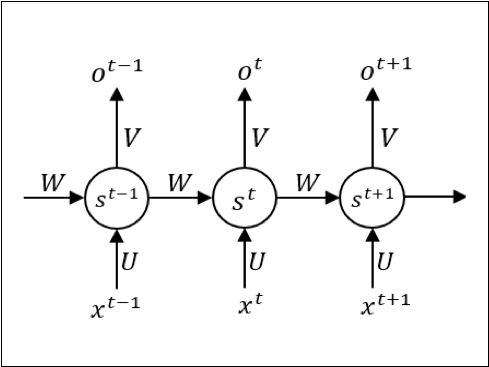 o^{t-1} o^t o^{t+1}
V V V
W s^{t-1} W s^t W s^{t+1}
U U U
x^{t-1} x^t x^{t+1}